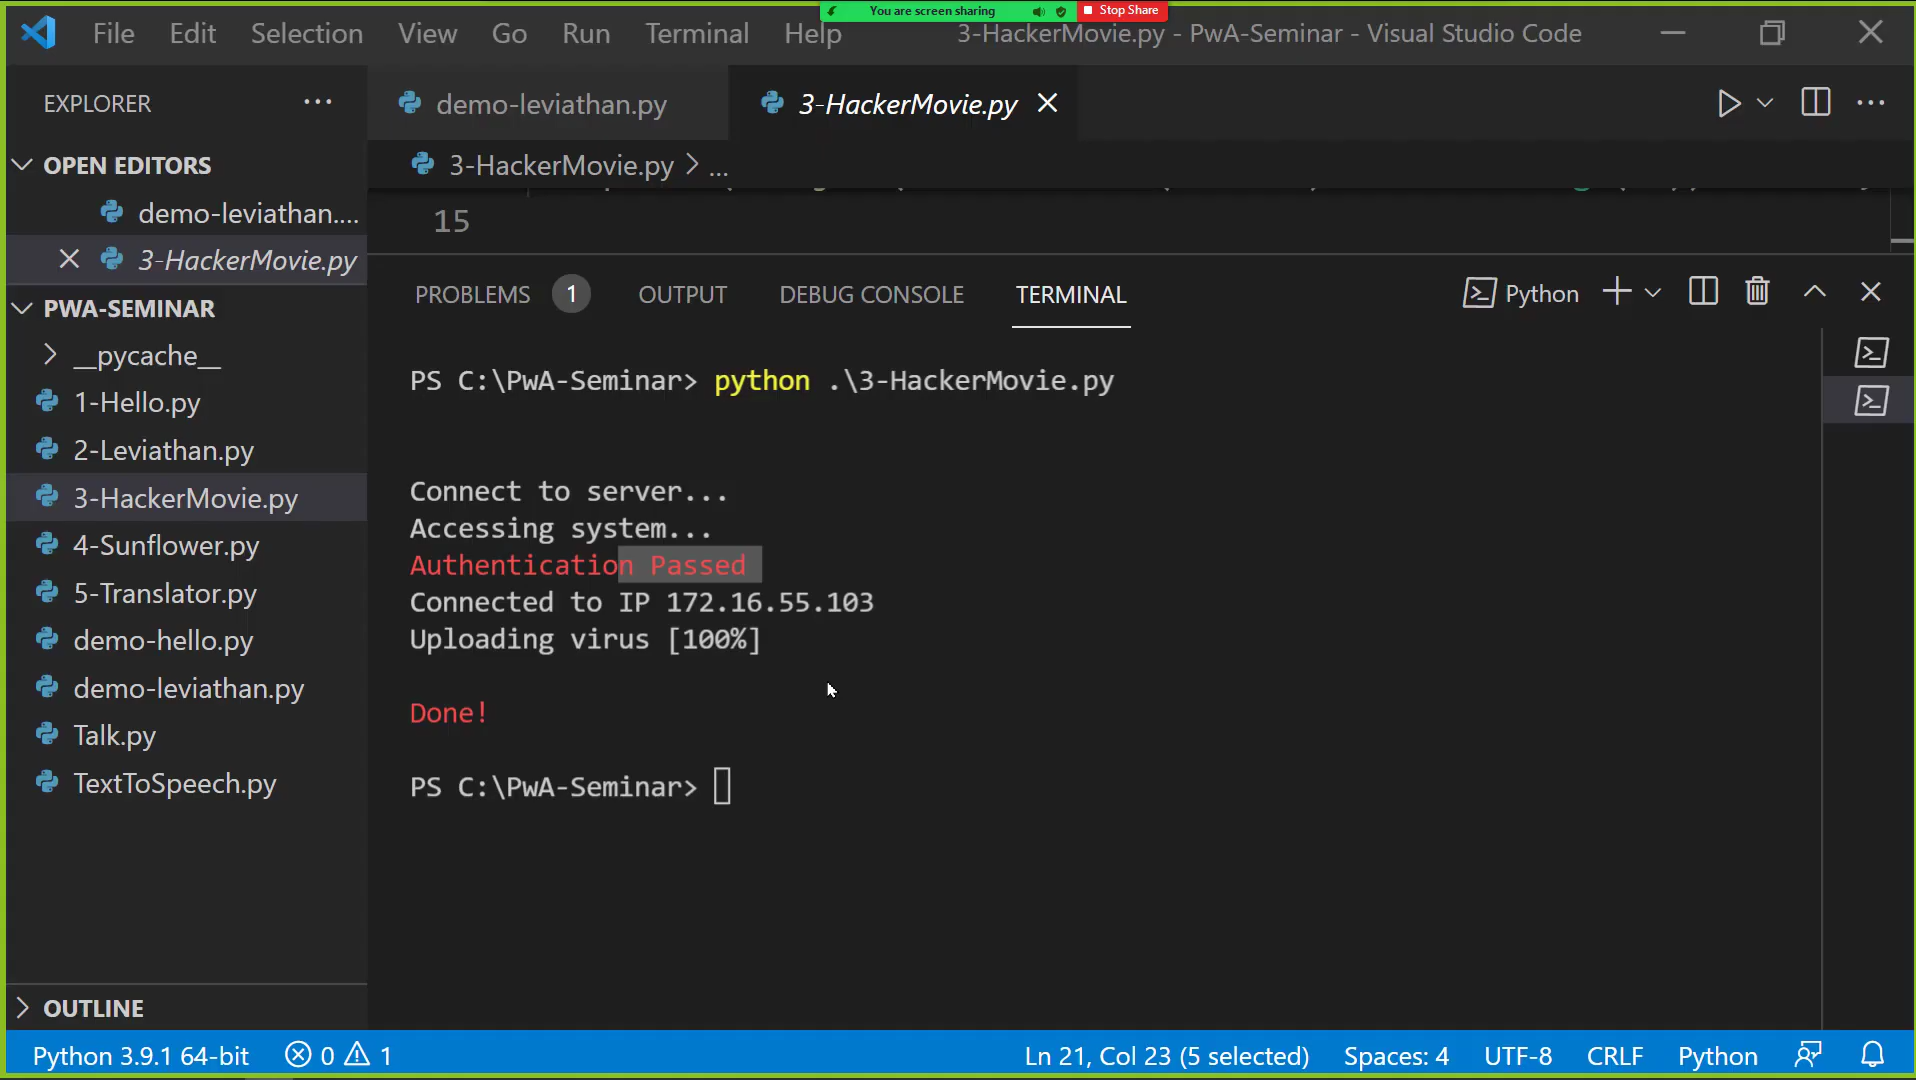 You are screen sharing
Stop Share
File Edit Selection View Go Run Terminal Help
3-HackerMovie.py - PwA-Seminar - Visual Studio Code
EXPLORER
demo-leviathan.py
3-HackerMovie.py
3-HackerMovie.py > ...
OPEN EDITORS
demo-leviathan....
3-HackerMovie.py
15
PWA-SEMINAR
__pycache__
1-Hello.py
2-Leviathan.py
3-HackerMovie.py
4-Sunflower.py
5-Translator.py
demo-hello.py
demo-leviathan.py
Talk.py
TextToSpeech.py
OUTLINE
PROBLEMS 1 OUTPUT DEBUG CONSOLE TERMINAL
Python
PS C:\PwA-Seminar> python .\3-HackerMovie.py
Connect to server...
Accessing system...
Authentication Passed
Connected to IP 172.16.55.103
Uploading virus [100%]
Done!
PS C:\PwA-Seminar>
Python 3.9.1 64-bit 0 1
Ln 21, Col 23 (5 selected) Spaces: 4 UTF-8 CRLF Python